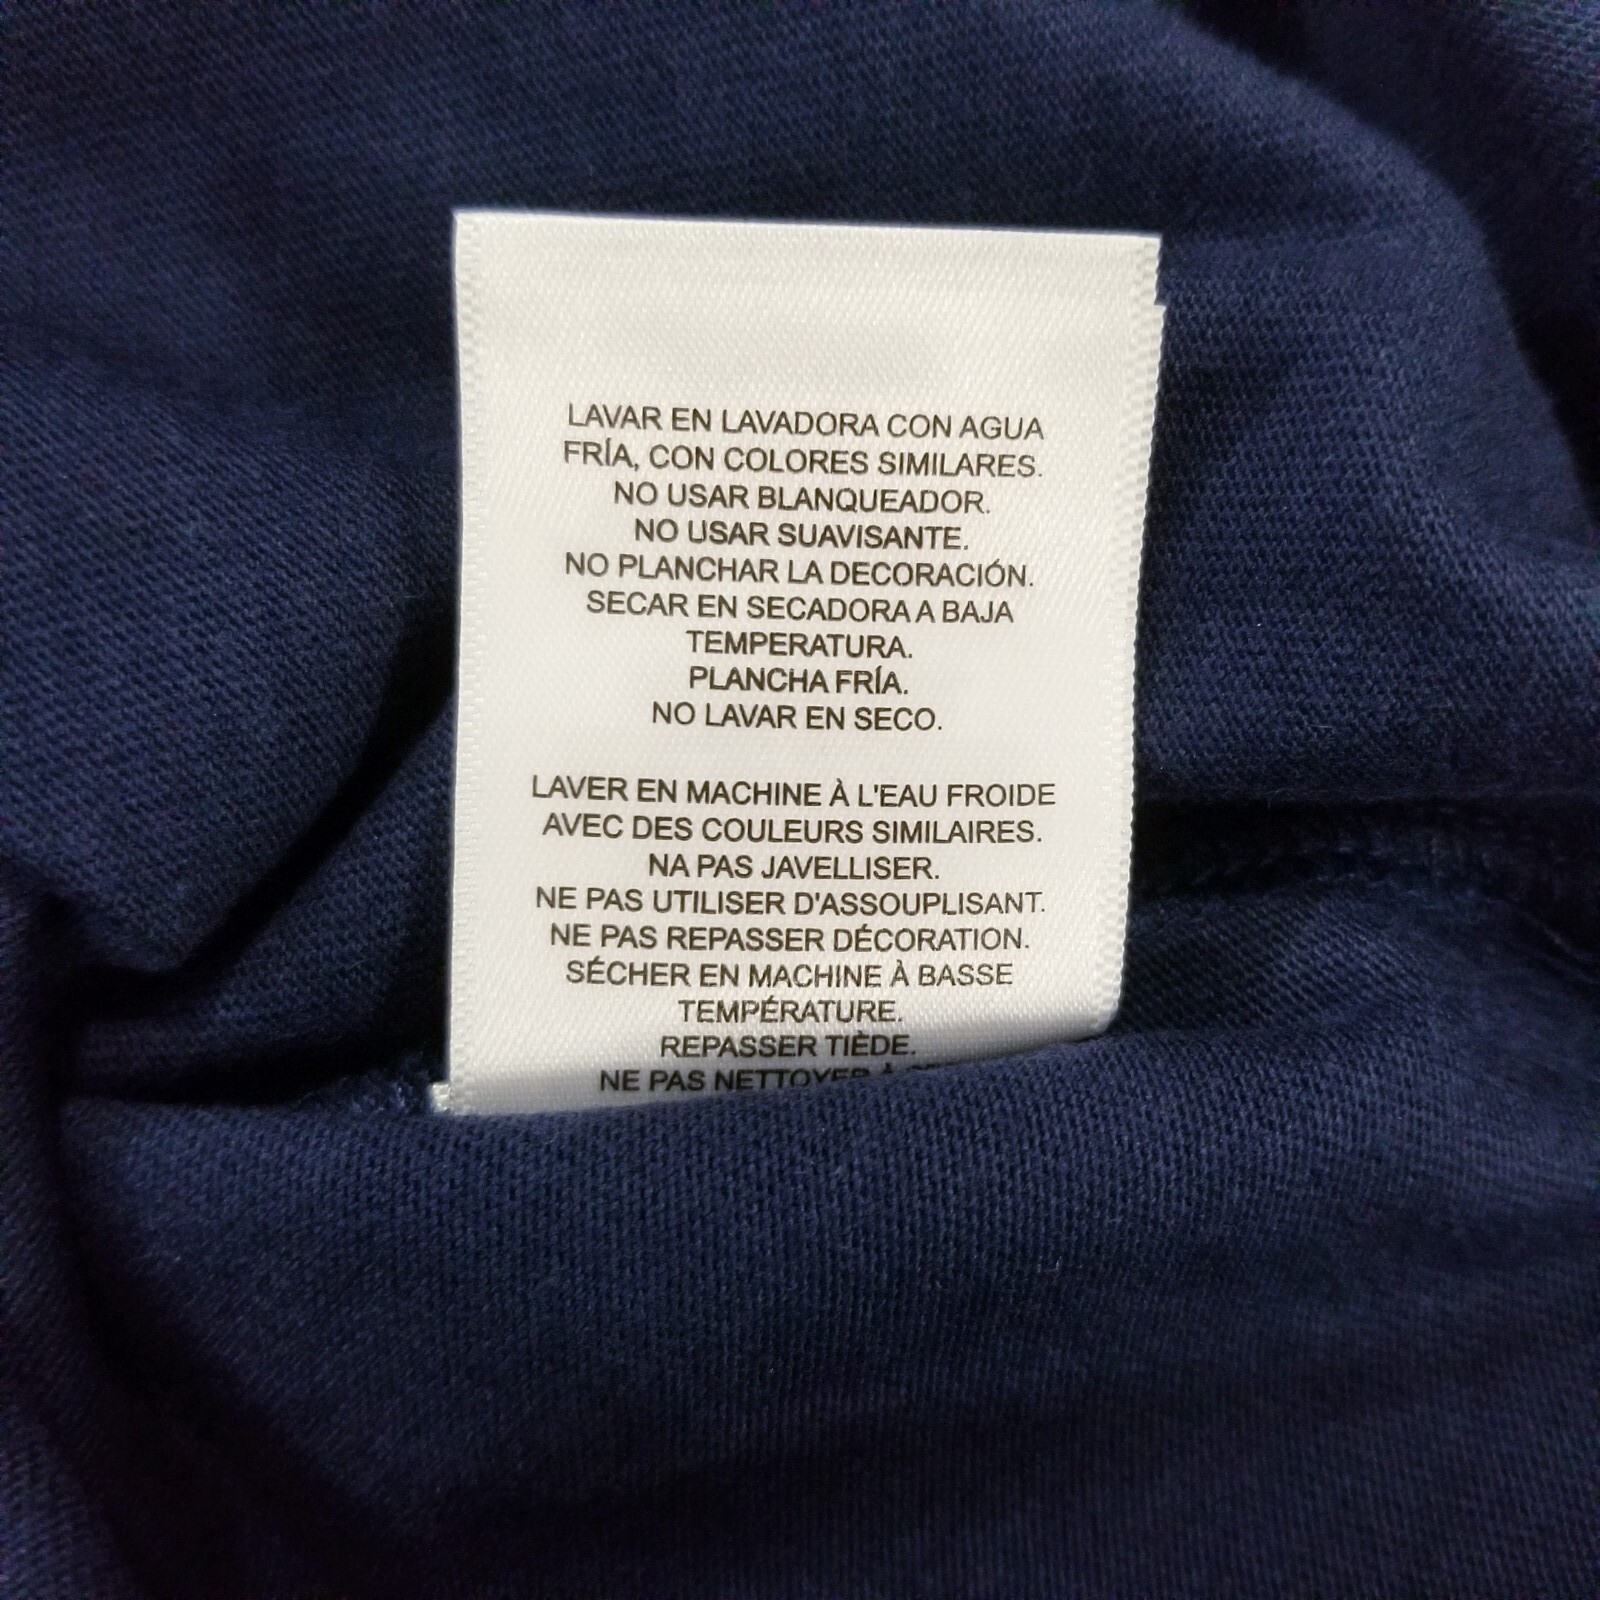 LAVAR EN LAVADORA CON AGUA
FRÍA, CON COLORES SIMILARES.
NO USAR BLANQUEADOR.
NO USAR SUAVISANTE.
NO PLANCHAR LA DECORACIÓN.
SECAR EN SECADORA A BAJA
TEMPERATURA.
PLANCHA FRÍA.
NO LAVAR EN SECO.
LAVER EN MACHINE À L'EAU FROIDE
AVEC DES COULEURS SIMILAIRES.
NA PAS JAVELLISER.
NE PAS UTILISER D'ASSOUPLISANT.
NE PAS REPASSER DÉCORATION.
SÉCHER EN MACHINE À BASSE
TEMPÉRATURE.
REPASSER TIÈDE.
NE PAS NETTOYER À